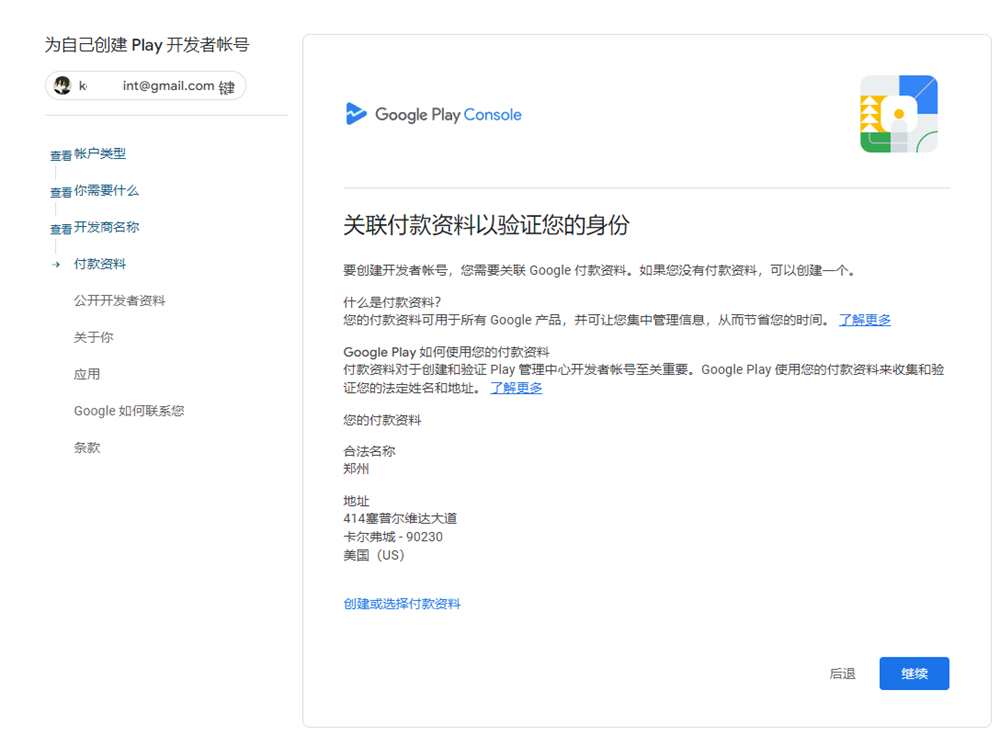 为自己创建 Play 开发者帐号
int@gmail.com 键
查看 帐户类型
查看 你需要什么
查看 开发商名称
付款资料
公开开发者资料
关于你
应用
Google 如何联系您
条款
Google Play Console
关联付款资料以验证您的身份
要创建开发者帐号，您需要关联 Google 付款资料。如果您没有付款资料，可以创建一个。
什么是付款资料？
您的付款资料可用于所有 Google 产品，并可让您集中管理信息，从而节省您的时间。 了解更多
Google Play 如何使用您的付款资料
付款资料对于创建和验证 Play 管理中心开发者帐号至关重要。Google Play 使用您的付款资料来收集和验
证您的法定姓名和地址。 了解更多
您的付款资料
合法名称
郑州
地址
414塞普尔维达大道
卡尔弗城 - 90230
美国（US）
创建或选择付款资料
后退
继续